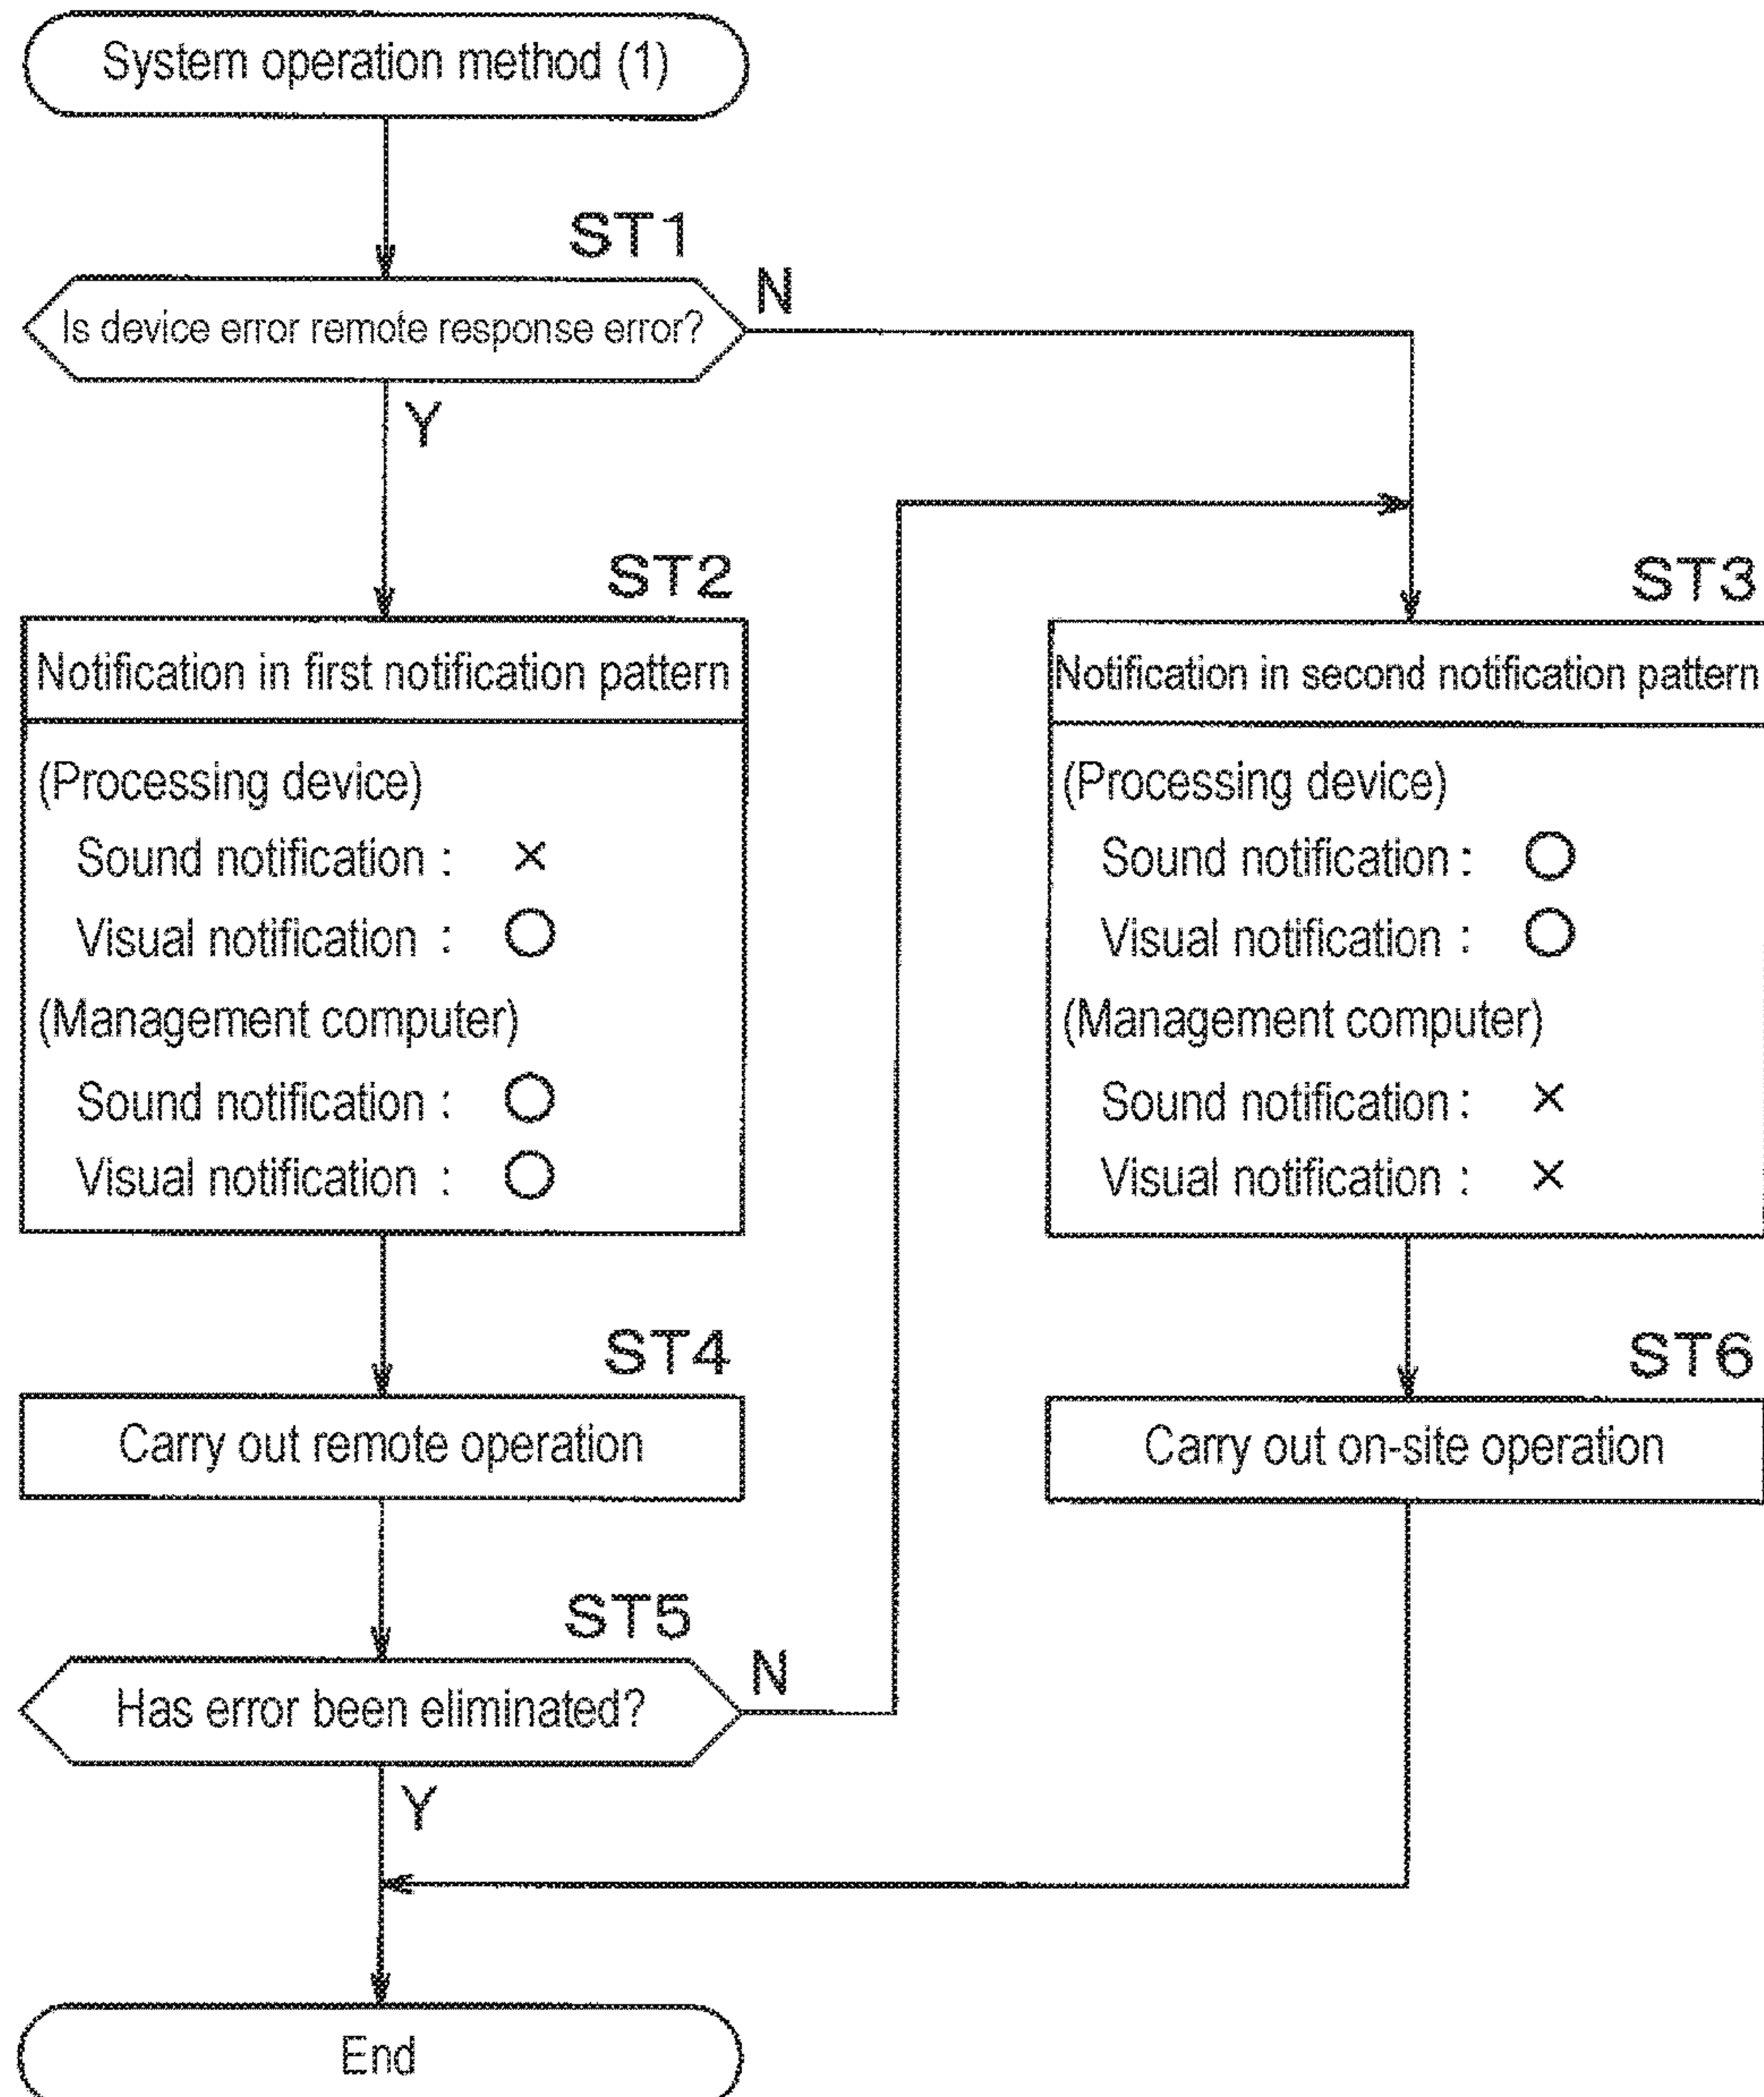 System operation method (1)
ST1
Is device error remote response error?
N
Y
ST2
Notification in first notification pattern
(Processing device)
Sound notification : ×
Visual notification : ○
(Management computer)
Sound notification : ○
Visual notification : ○
ST3
Notification in second notification pattern
(Processing device)
Sound notification : ○
Visual notification : ○
(Management computer)
Sound notification : ×
Visual notification : ×
ST4
Carry out remote operation
ST6
Carry out on-site operation
ST5
Has error been eliminated?
N
Y
End